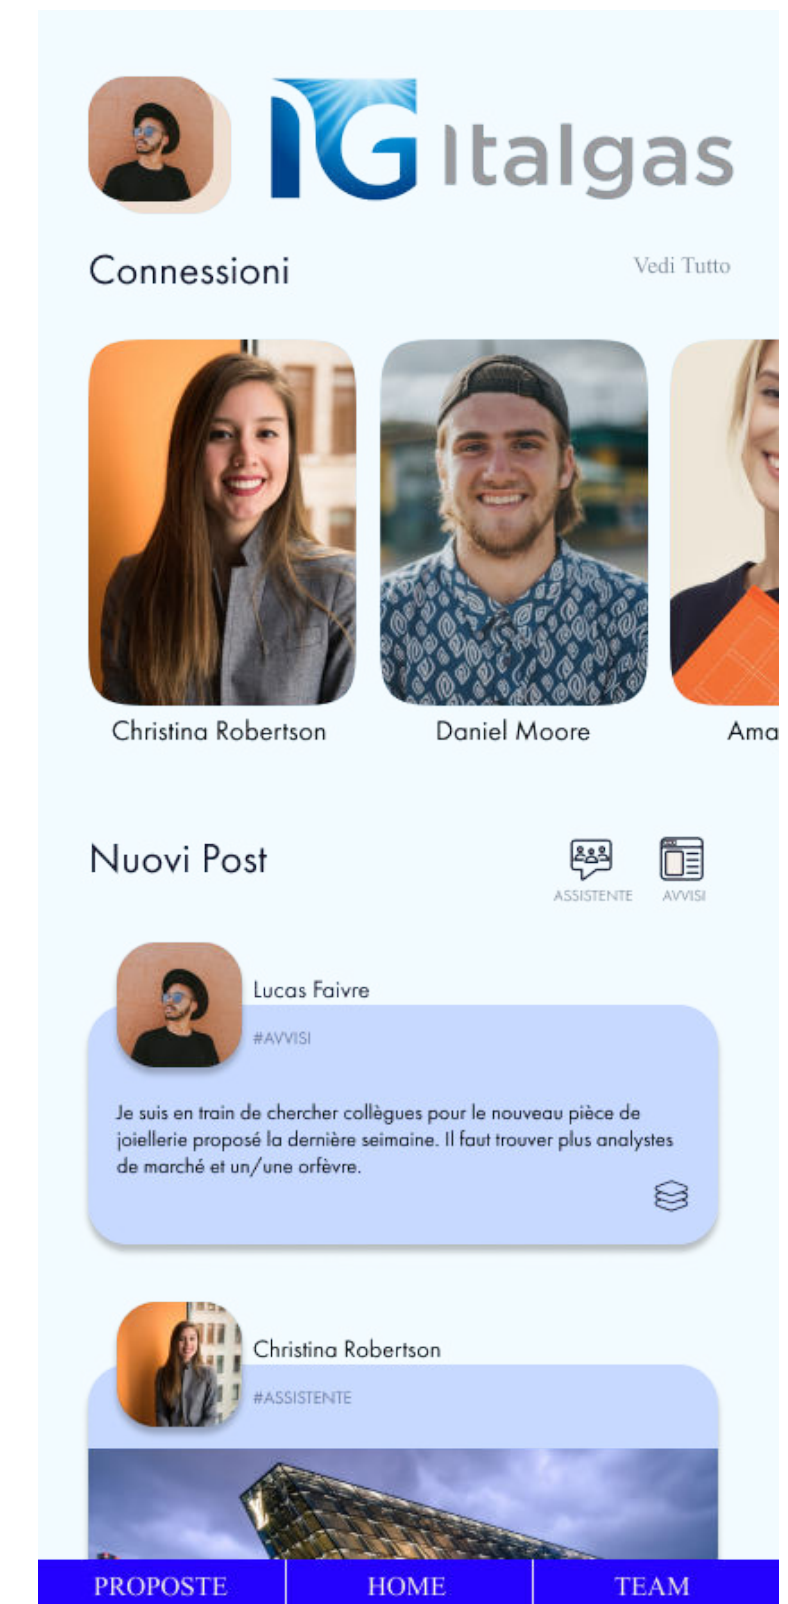 IG Italgas
Connessioni
Vedi Tutto
Christina Robertson
Daniel Moore
Ama
Nuovi Post
ASSISTENTE
AVVISI
Lucas Faivre
#AVVISI
Je suis en train de chercher collègues pour le nouveau pièce de
joiellerie proposé la dernière seimaine. Il faut trouver plus analystes
de marché et un/une orfèvre.
Christina Robertson
#ASSISTENTE
PROPOSTE
HOME
TEAM